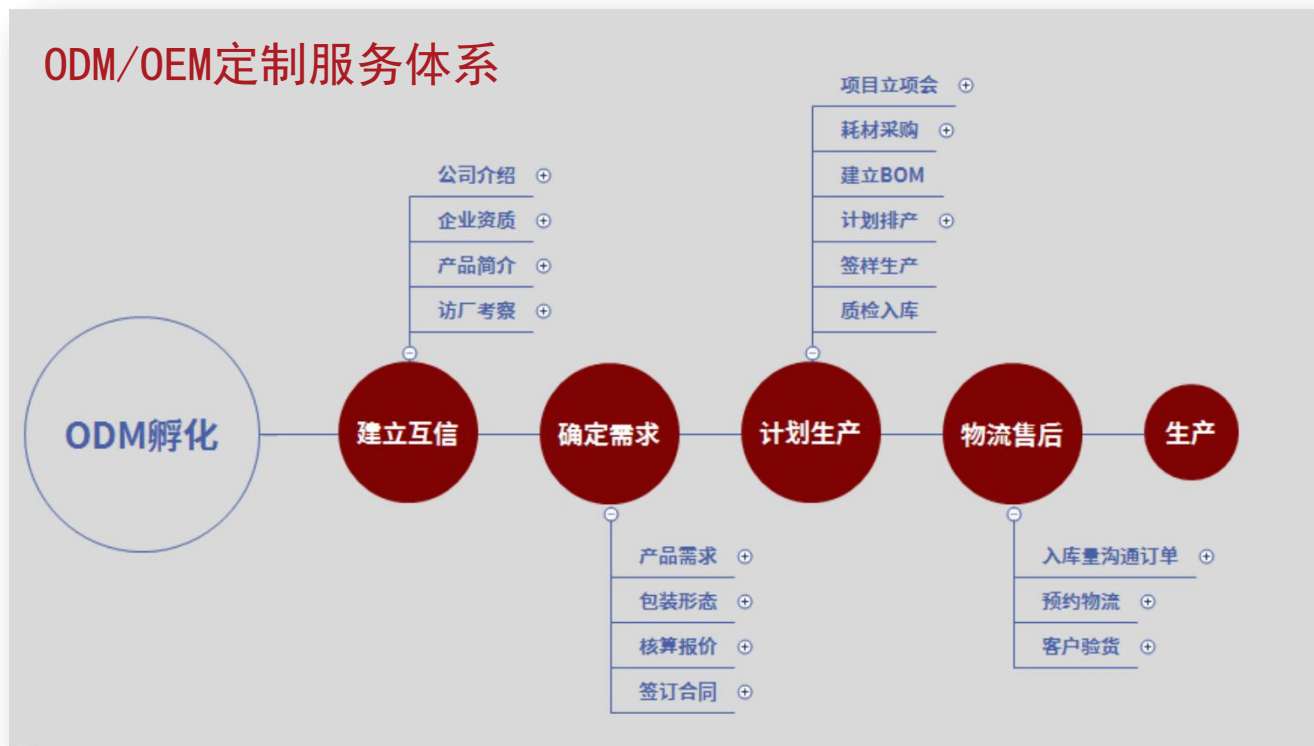 ODM/OEM定制服务体系
项目立项会
耗材采购
建立BOM
计划排产
签样生产
质检入库
公司介绍
企业资质
产品简介
访厂考察
ODM孵化
建立互信
确定需求
计划生产
物流售后
生产
产品需求
包装形态
核算报价
签订合同
入库量沟通订单
预约物流
客户验货